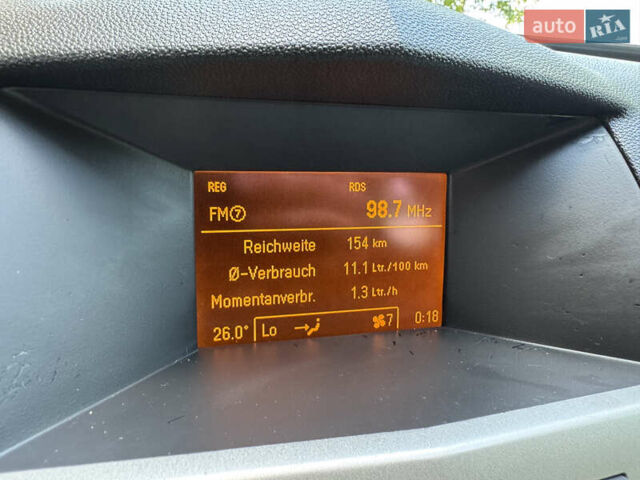 auto RIA
REG RDS
FM⑦ 98.7 MHz
Reichweite 154 km
Ø-Verbrauch 11.1 Ltr./100 km
Momentanverbr. 1.3 Ltr./h
26.0° Lo 7 0:18